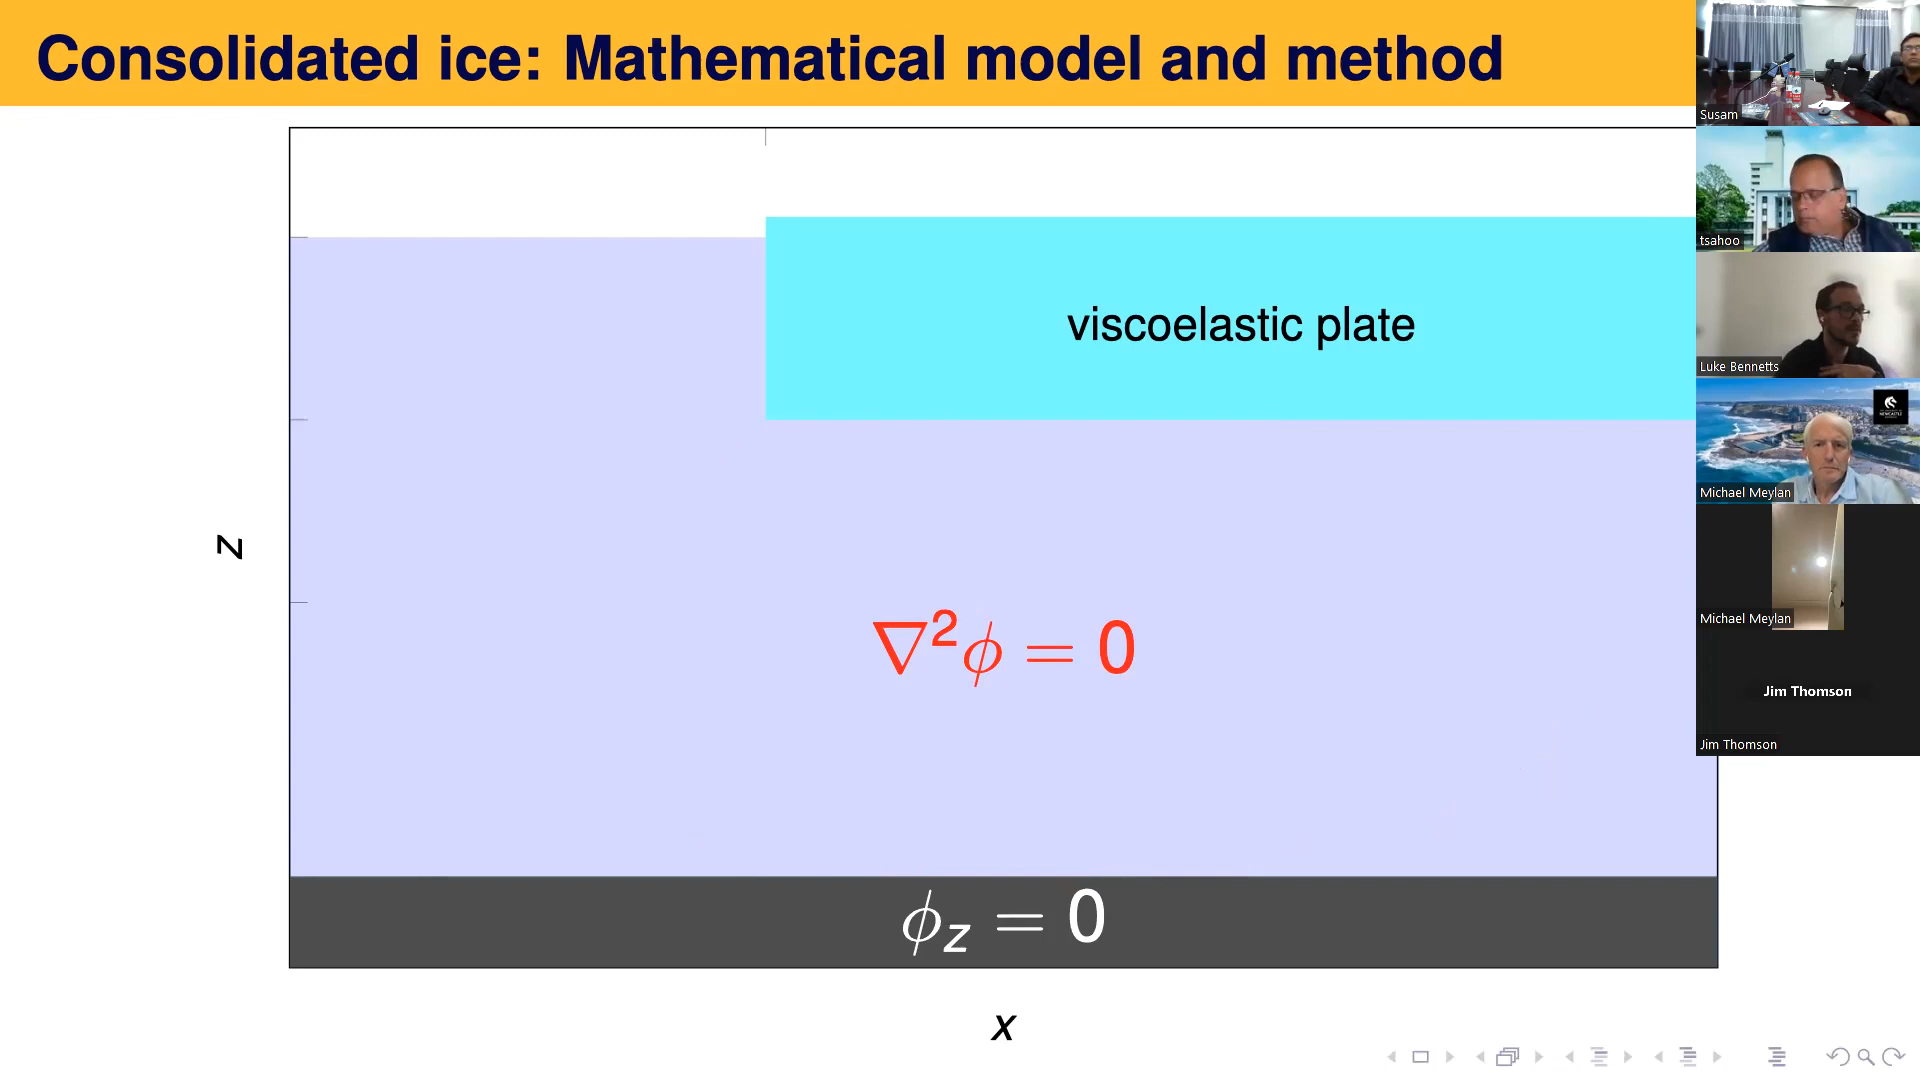 Consolidated ice: Mathematical model and method
viscoelastic plate
z
∇²ϕ = 0
ϕz = 0
x
Susam
tsahoo
Luke Bennetts
Michael Meylan
Michael Meylan
Jim Thomson
Jim Thomson